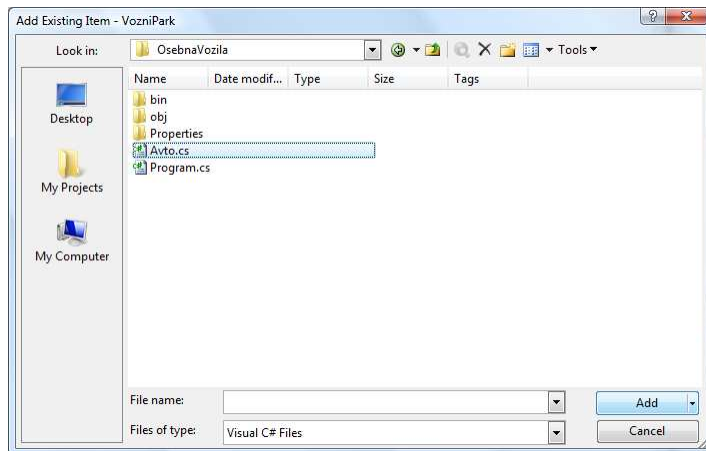 Add Existing Item - VozniPark
Look in:
OsebnaVozila
Tools
Name Date modif... Type Size Tags
Desktop
My Projects
My Computer
bin
obj
Properties
Avto.cs
Program.cs
File name:
Add
Files of type:
Visual C# Files
Cancel